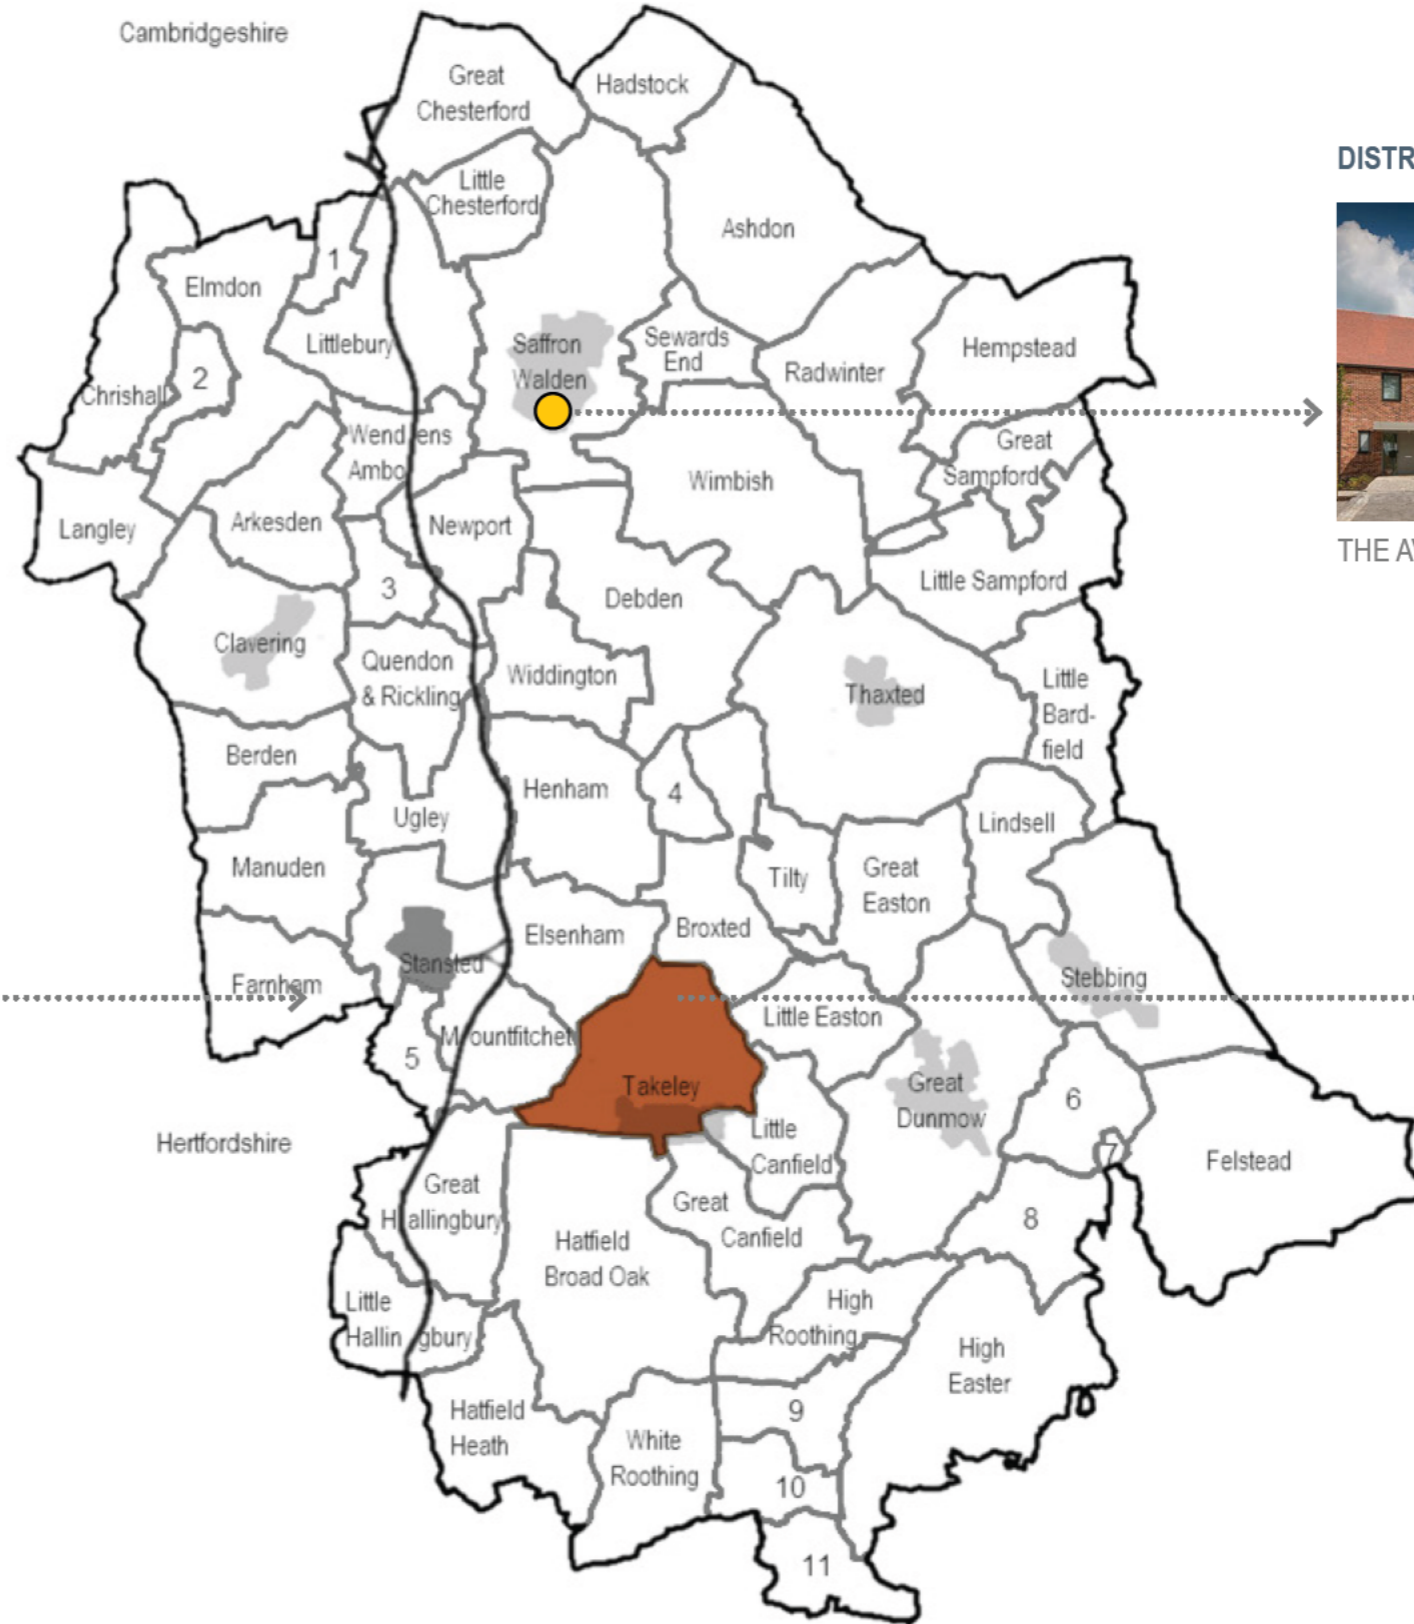 Cambridgeshire
Great
Chesterford
Hadstock
DISTR
Little
Chesterford
Ashdon
1
Elmdon
Littlebury
Saffron
Walden
Sewards
End
Hempstead
Radwinter
2
Chrishall
Wendens
Ambo
Great
Sampford
Wimbish
Langley
Arkesden
Newport
THE AV
Little Sampford
3
Debden
Clavering
Quendon
& Rickling
Widdington
Thaxted
Little
Bard-
field
Berden
Henham
4
Ugley
Lindsell
Manuden
Tilty
Great
Easton
Elsenham
Broxted
Stansted
Farnham
Stebbing
Little Easton
Mountfitchet
5
Takeley
Great
Dunmow
6
Little
Canfield
Hertfordshire
7
Felstead
Great
Hallingbury
Great
Canfield
8
Hatfield
Broad Oak
Little
Hallingbury
High
Roothing
High
Easter
Hatfield
Heath
9
White
Roothing
10
11